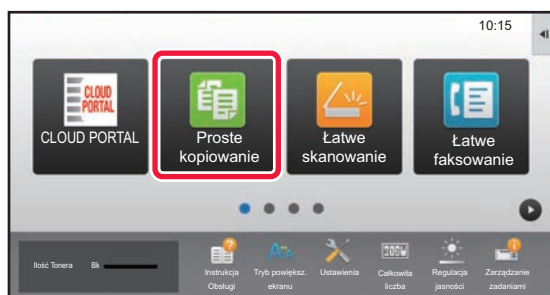 10:15
CLOUD
PORTAL
CLOUD PORTAL
Proste
kopiowanie
Łatwe
skanowanie
Łatwe
faksowanie
Ilość Tonera
Bk
Instrukcja
Obsługi
Tryb powiększ.
ekranu
Ustawienia
Całkowita
liczba
Regulacja
jasności
Zarządzanie
zadaniami